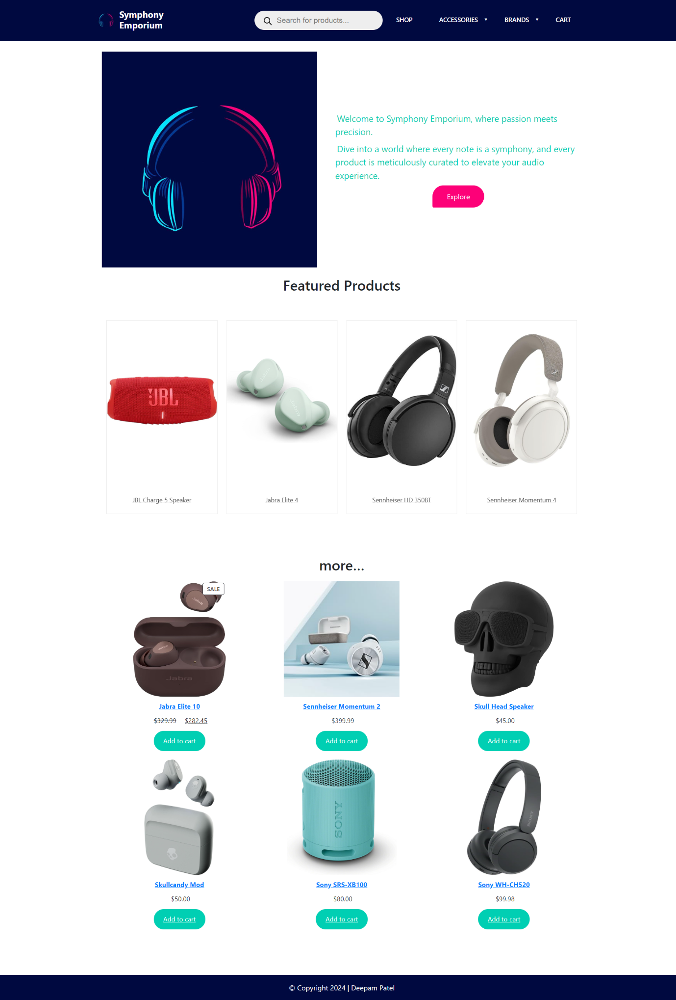 Symphony
Emporium
Search for products...
SHOP
ACCESSORIES
BRANDS
CART
Welcome to Symphony Emporium, where passion meets
precision.
Dive into a world where every note is a symphony, and every
product is meticulously curated to elevate your audio
experience.
Explore
Featured Products
JBL
Jabra
Jabra
JBL Charge 5 Speaker
Jabra Elite 4
Sennheiser HD 350BT
Sennheiser Momentum 4
more...
SALE
Jabra
Jabra
Jabra
Jabra Elite 10
Sennheiser Momentum 2
Skull Head Speaker
$329.99 $282.45
$399.99
$45.00
Add to cart
Add to cart
Add to cart
SONY
SONY
Skullcandy Mod
Sony SRS-XB100
Sony WH-CH520
$50.00
$80.00
$99.98
Add to cart
Add to cart
Add to cart
© Copyright 2024 | Deepam Patel